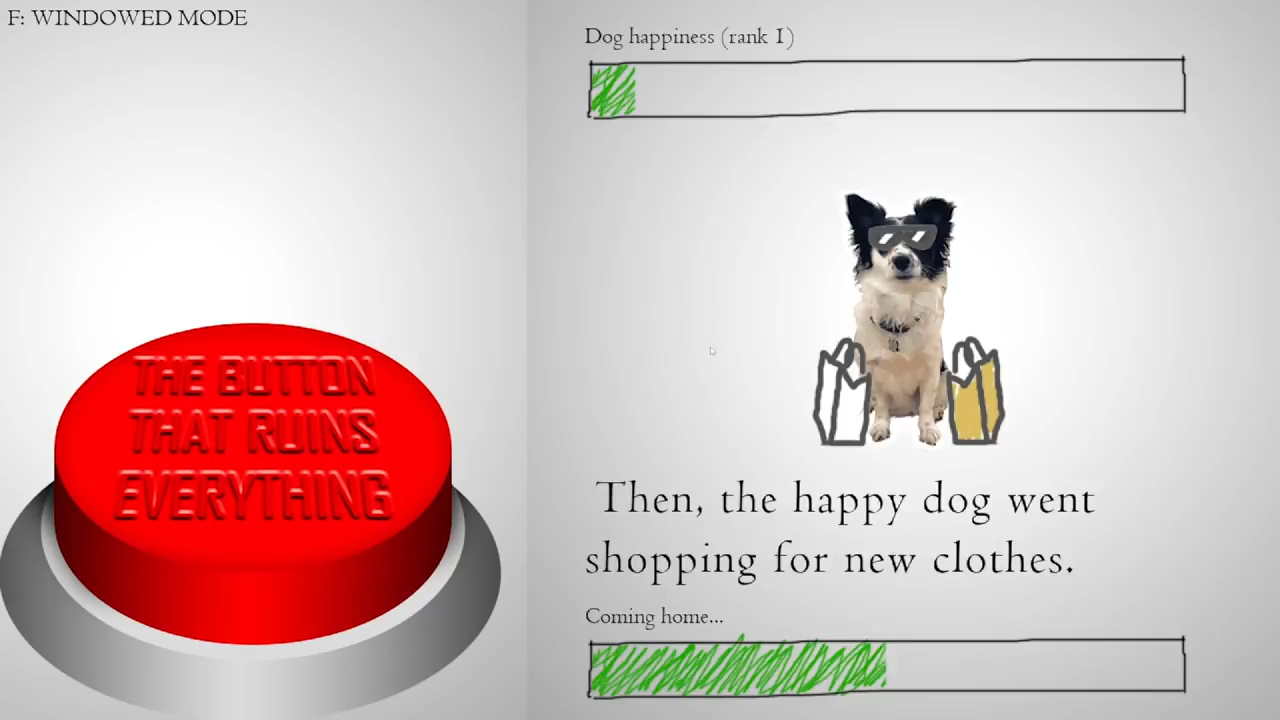 F: WINDOWED MODE
THE BUTTON
THAT RUINS
EVERYTHING
Dog happiness (rank 1)
Then, the happy dog went
shopping for new clothes.
Coming home...